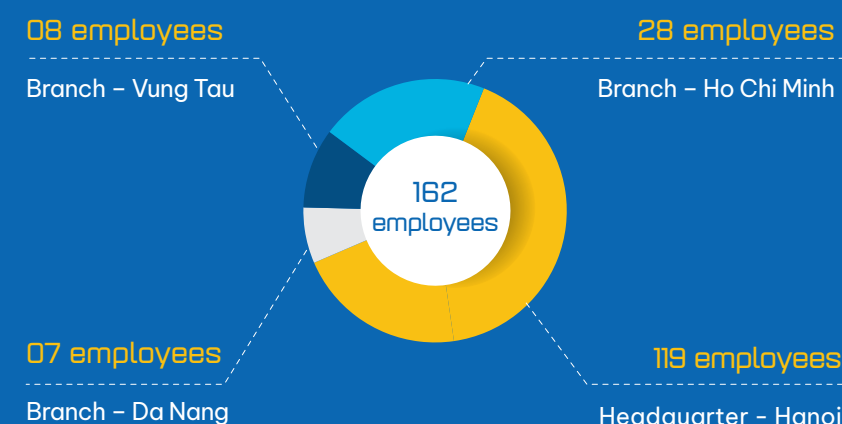 08 employees
Branch – Vung Tau
28 employees
Branch – Ho Chi Minh
162
employees
07 employees
Branch – Da Nang
119 employees
Headquarter - Hanoi